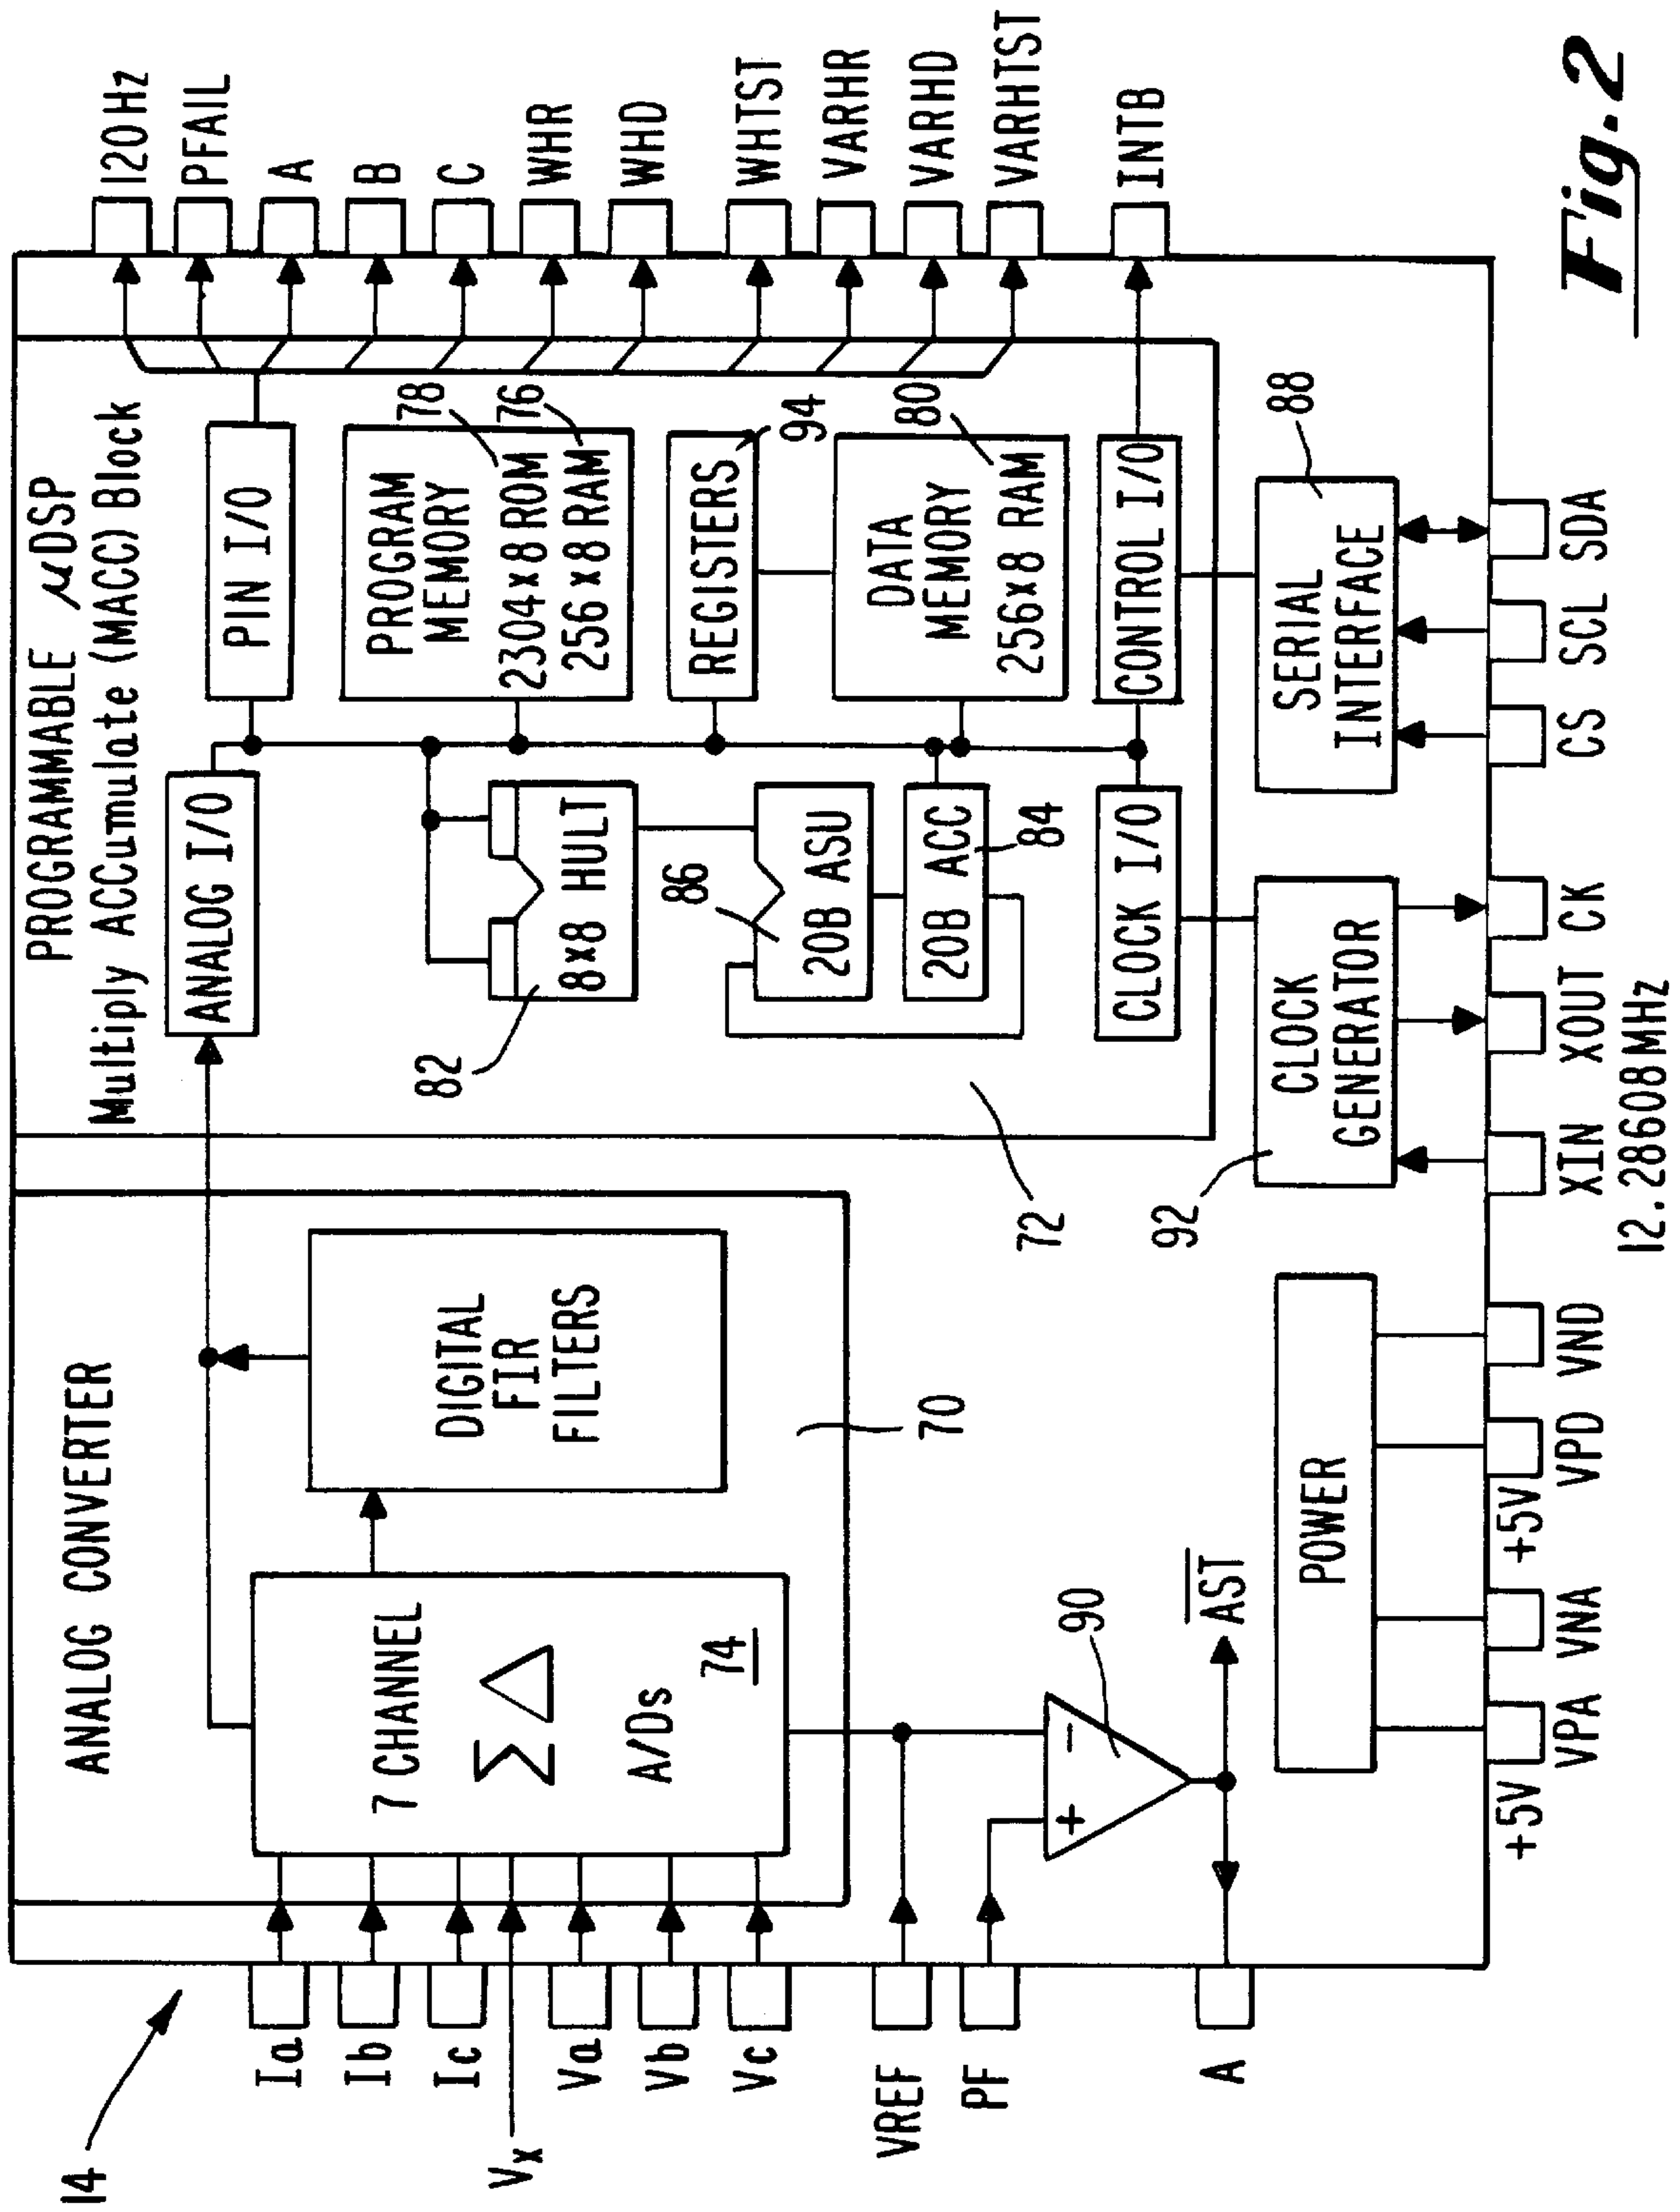 14
ANALOG CONVERTER
7 CHANNEL
ΣΔ
A/Ds
74
DIGITAL
FIR
FILTERS
70
Ia
Ib
Ic
Vx
Va
Vb
Vc
VREF
PF
A
+
−
90
AST
PROGRAMMABLE μDSP
Multiply ACCumulate (MACC) Block
ANALOG I/O
PIN I/O
82
8x8 HULT
86
20B ASU
20B ACC
84
PROGRAM
MEMORY
2304x8 ROM
256x8 RAM
78
76
REGISTERS
94
DATA
MEMORY
256x8 RAM
80
CLOCK I/O
CONTROL I/O
72
120Hz
PFAIL
A
B
C
WHR
WHD
WHTST
VARHR
VARHD
VARHTST
INTB
POWER
92
CLOCK
GENERATOR
SERIAL
INTERFACE
88
+5V
VPA
VNA
+5V
VPD
VND
XIN
XOUT
CK
CS
SCL
SDA
12.28608MHz
Fig.2